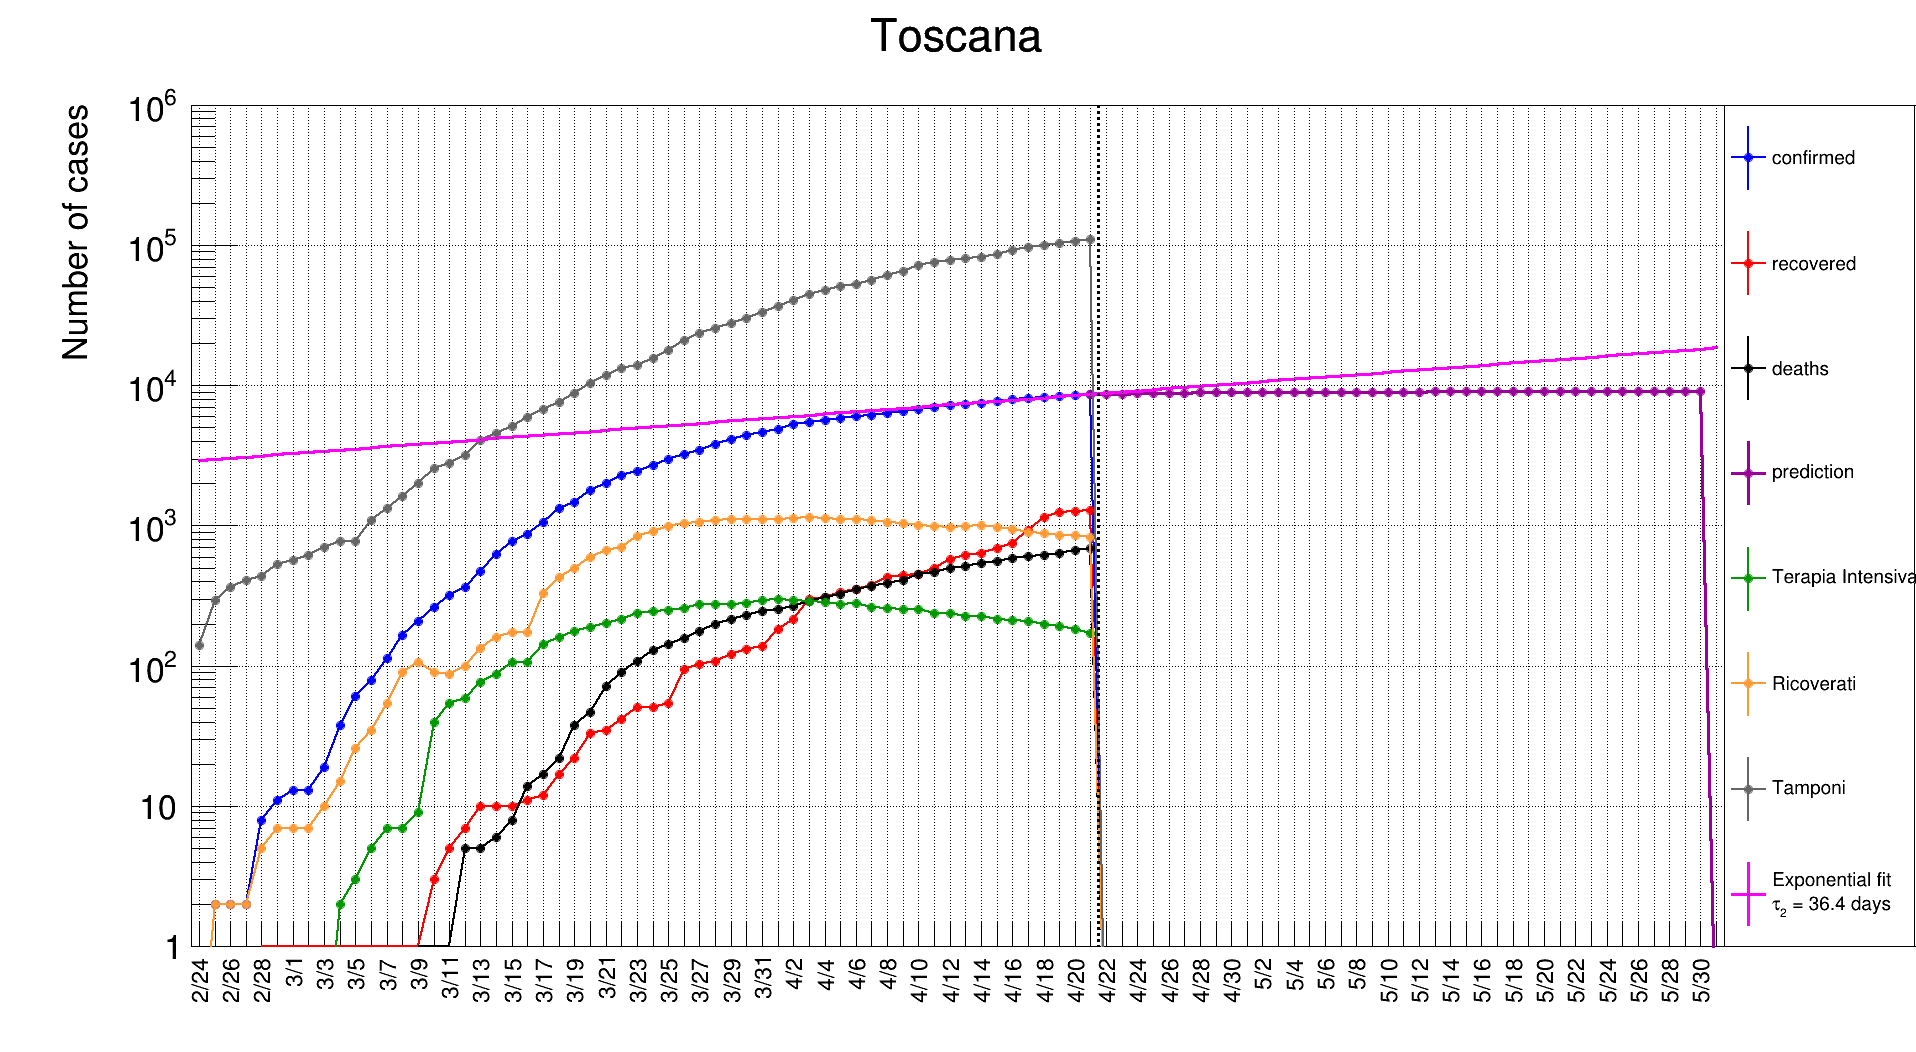 Toscana
Number of cases
10^6
10^5
10^4
10^3
10^2
10
1
2/24 2/26 2/28 3/1 3/3 3/5 3/7 3/9 3/11 3/13 3/15 3/17 3/19 3/21 3/23 3/25 3/27 3/29 3/31 4/2 4/4 4/6 4/8 4/10 4/12 4/14 4/16 4/18 4/20 4/22 4/24 4/26 4/28 4/30 5/2 5/4 5/6 5/8 5/10 5/12 5/14 5/16 5/18 5/20 5/22 5/24 5/26 5/28 5/30
confirmed
recovered
deaths
prediction
Terapia Intensiva
Ricoverati
Tamponi
Exponential fit
τ_2 = 36.4 days